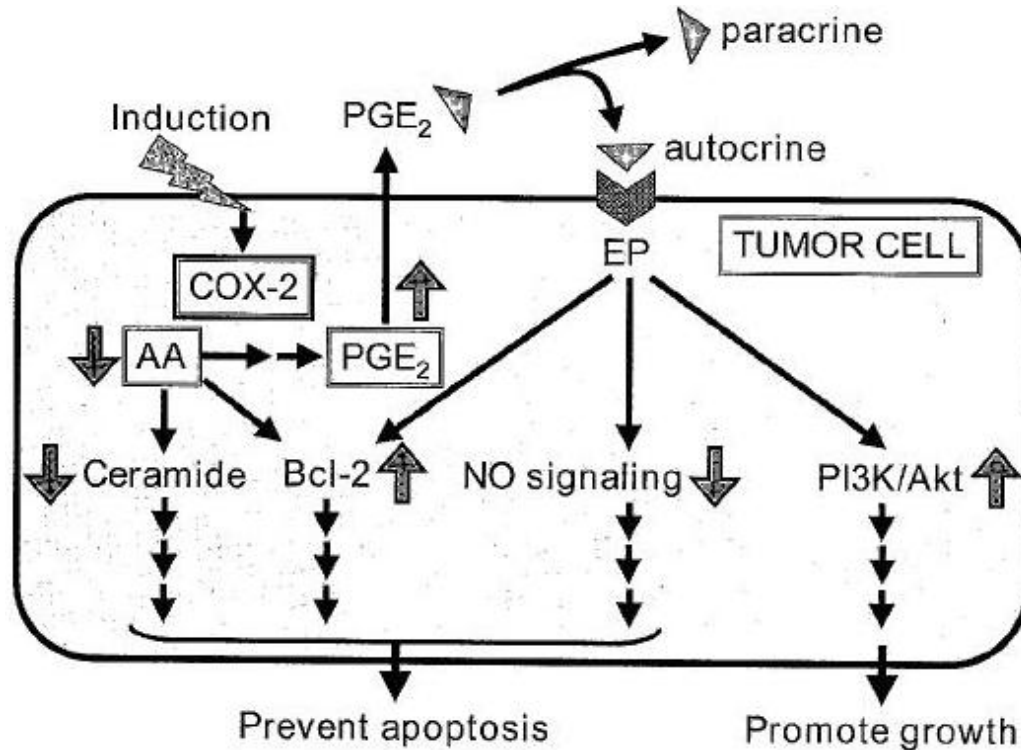 paracrine
Induction
PGE₂
autocrine
EP
TUMOR CELL
COX-2
AA
PGE₂
Ceramide
Bcl-2
NO signaling
PI3K/Akt
Prevent apoptosis
Promote growth